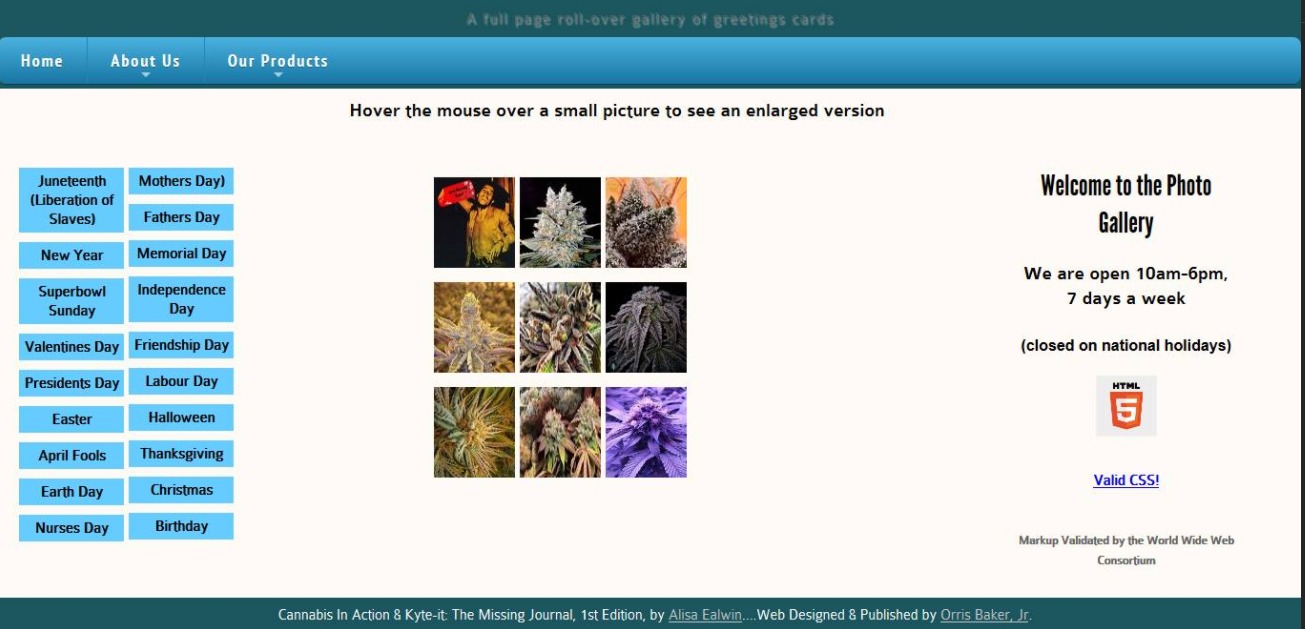 A full page roll-over gallery of greetings cards
Home
About Us
Our Products
Hover the mouse over a small picture to see an enlarged version
Juneteenth
(Liberation of
Slaves)
New Year
Superbowl
Sunday
Valentines Day
Presidents Day
Easter
April Fools
Earth Day
Nurses Day
Mothers Day)
Fathers Day
Memorial Day
Independence
Day
Friendship Day
Labour Day
Halloween
Thanksgiving
Christmas
Birthday
Welcome to the Photo
Gallery
We are open 10am-6pm,
7 days a week
(closed on national holidays)
HTML
5
Valid CSS!
Markup Validated by the World Wide Web
Consortium
Cannabis In Action & Kyte-it: The Missing Journal, 1st Edition, by Alisa Ealwin....Web Designed & Published by Orris Baker, Jr.